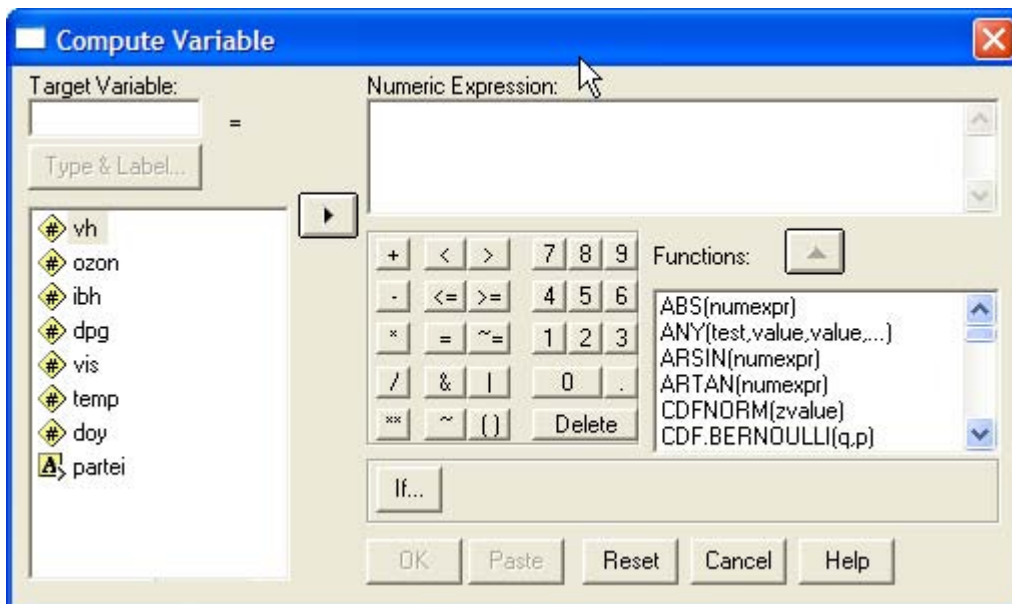 Compute Variable
Target Variable:
=
Type & Label...
Numeric Expression:
# vh
# ozon
# ibh
# dpg
# vis
# temp
# doy
A partei
+ < > 7 8 9
- <= >= 4 5 6
* = ~= 1 2 3
/ & | 0 .
** ~ ( ) Delete
Functions:
ABS(numexpr)
ANY(test,value,value,...)
ARSIN(numexpr)
ARTAN(numexpr)
CDFNORM(zvalue)
CDF.BERNOULLI(q,p)
If...
OK Paste Reset Cancel Help